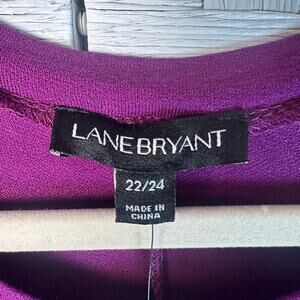 LANE BRYANT
22/24
MADE IN
CHINA